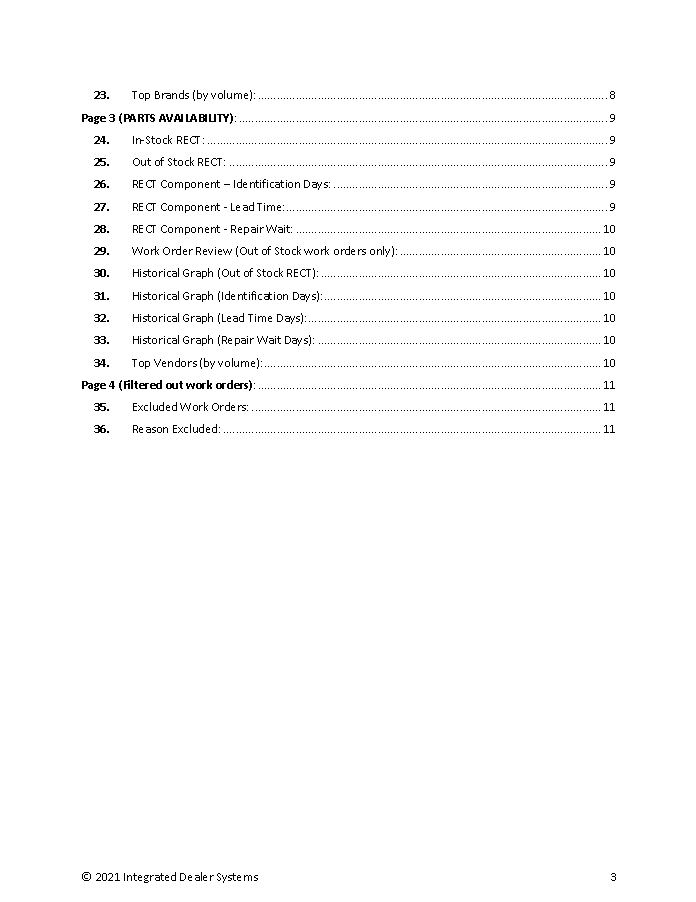 23. Top Brands (by volume): 8
Page 3 (PARTS AVAILABILITY): 9
24. In-Stock RECT: 9
25. Out of Stock RECT: 9
26. RECT Component – Identification Days: 9
27. RECT Component - Lead Time: 9
28. RECT Component - Repair Wait: 10
29. Work Order Review (Out of Stock work orders only): 10
30. Historical Graph (Out of Stock RECT): 10
31. Historical Graph (Identification Days): 10
32. Historical Graph (Lead Time Days): 10
33. Historical Graph (Repair Wait Days): 10
34. Top Vendors (by volume): 10
Page 4 (Filtered out work orders): 11
35. Excluded Work Orders: 11
36. Reason Excluded: 11
© 2021 Integrated Dealer Systems 3